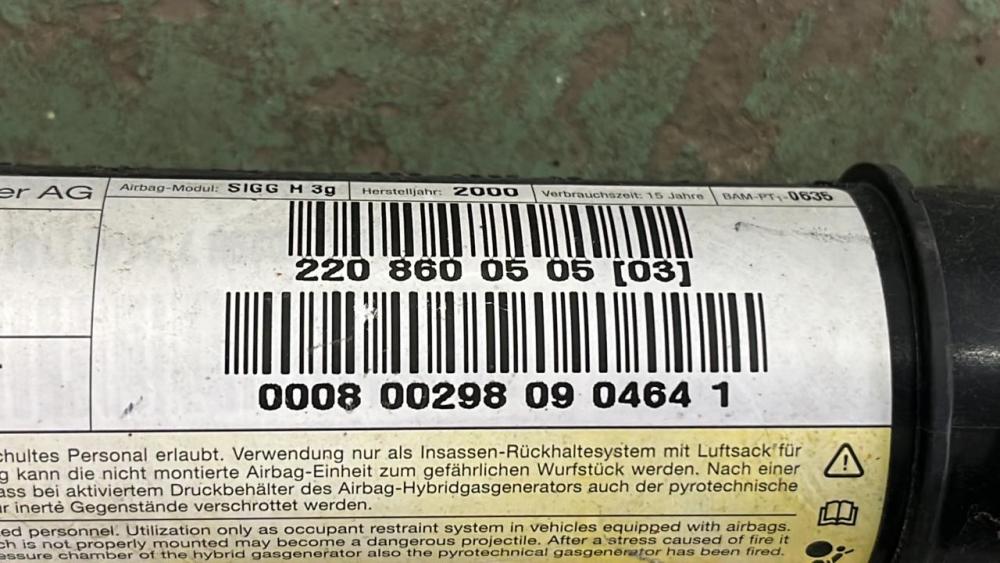 er AG
Airbag-Modul: SIGG H 3g Herstelljahr: 2000 Verbrauchszeit: 15 Jahre BAM-PT₁-0635
220 860 05 05 [03]
0008 00298 09 0464 1
chultes Personal erlaubt. Verwendung nur als Insassen-Rückhaltesystem mit Luftsack für
g kann die nicht montierte Airbag-Einheit zum gefährlichen Wurfstück werden. Nach einer
ass bei aktiviertem Druckbehälter des Airbag-Hybridgasgenerators auch der pyrotechnische
ur inerte Gegenstände verschrottet werden.
ed personnel. Utilization only as occupant restraint system in vehicles equipped with airbags.
ch is not properly mounted may become a dangerous projectile. After a stress caused of fire it
essure chamber of the hybrid gasgenerator also the pyrotechnical gasgenerator has been fired.